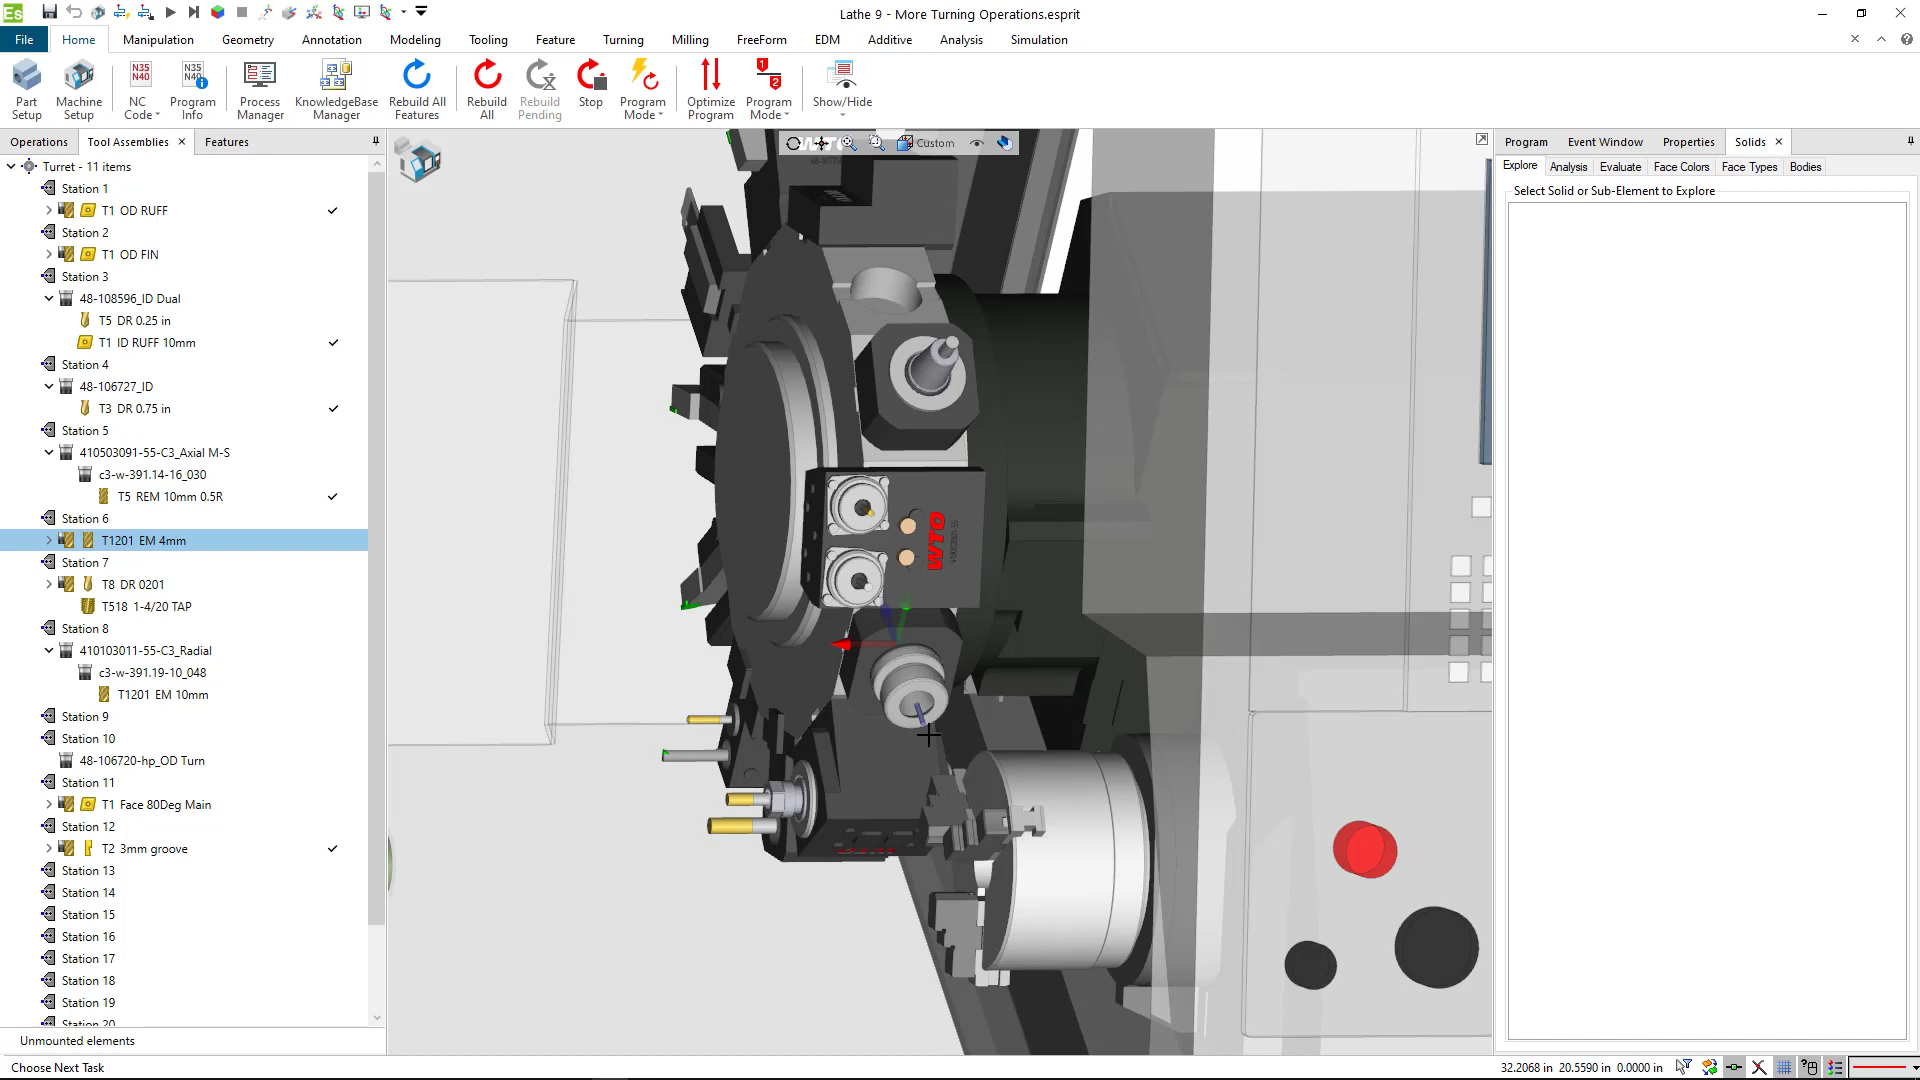 Es
Lathe 9 - More Turning Operations.esprit
File Home Manipulation Geometry Annotation Modeling Tooling Feature Turning Milling FreeForm EDM Additive Analysis Simulation
Part Setup
Machine Setup
N35 N40
NC Code
N35 N40
Program Info
Process Manager
KnowledgeBase Manager
Rebuild All Features
Rebuild All
Rebuild Pending
Stop
Program Mode
Optimize Program
1 2
Program Mode
Show/Hide
Operations Tool Assemblies Features
Turret - 11 items
Station 1
T1 OD RUFF
Station 2
T1 OD FIN
Station 3
48-108596_ID Dual
T5 DR 0.25 in
T1 ID RUFF 10mm
Station 4
48-106727_ID
T3 DR 0.75 in
Station 5
410503091-55-C3_Axial M-S
c3-w-391.14-16_030
T5 REM 10mm 0.5R
Station 6
T1201 EM 4mm
Station 7
T8 DR 0201
T518 1-4/20 TAP
Station 8
410103011-55-C3_Radial
c3-w-391.19-10_048
T1201 EM 10mm
Station 9
Station 10
48-106720-hp_OD Turn
Station 11
T1 Face 80Deg Main
Station 12
T2 3mm groove
Station 13
Station 14
Station 15
Station 16
Station 17
Station 18
Station 19
Station 20
Unmounted elements
Custom
WTO
Program Event Window Properties Solids
Explore Analysis Evaluate Face Colors Face Types Bodies
Select Solid or Sub-Element to Explore
Choose Next Task
32.2068 in 20.5590 in 0.0000 in